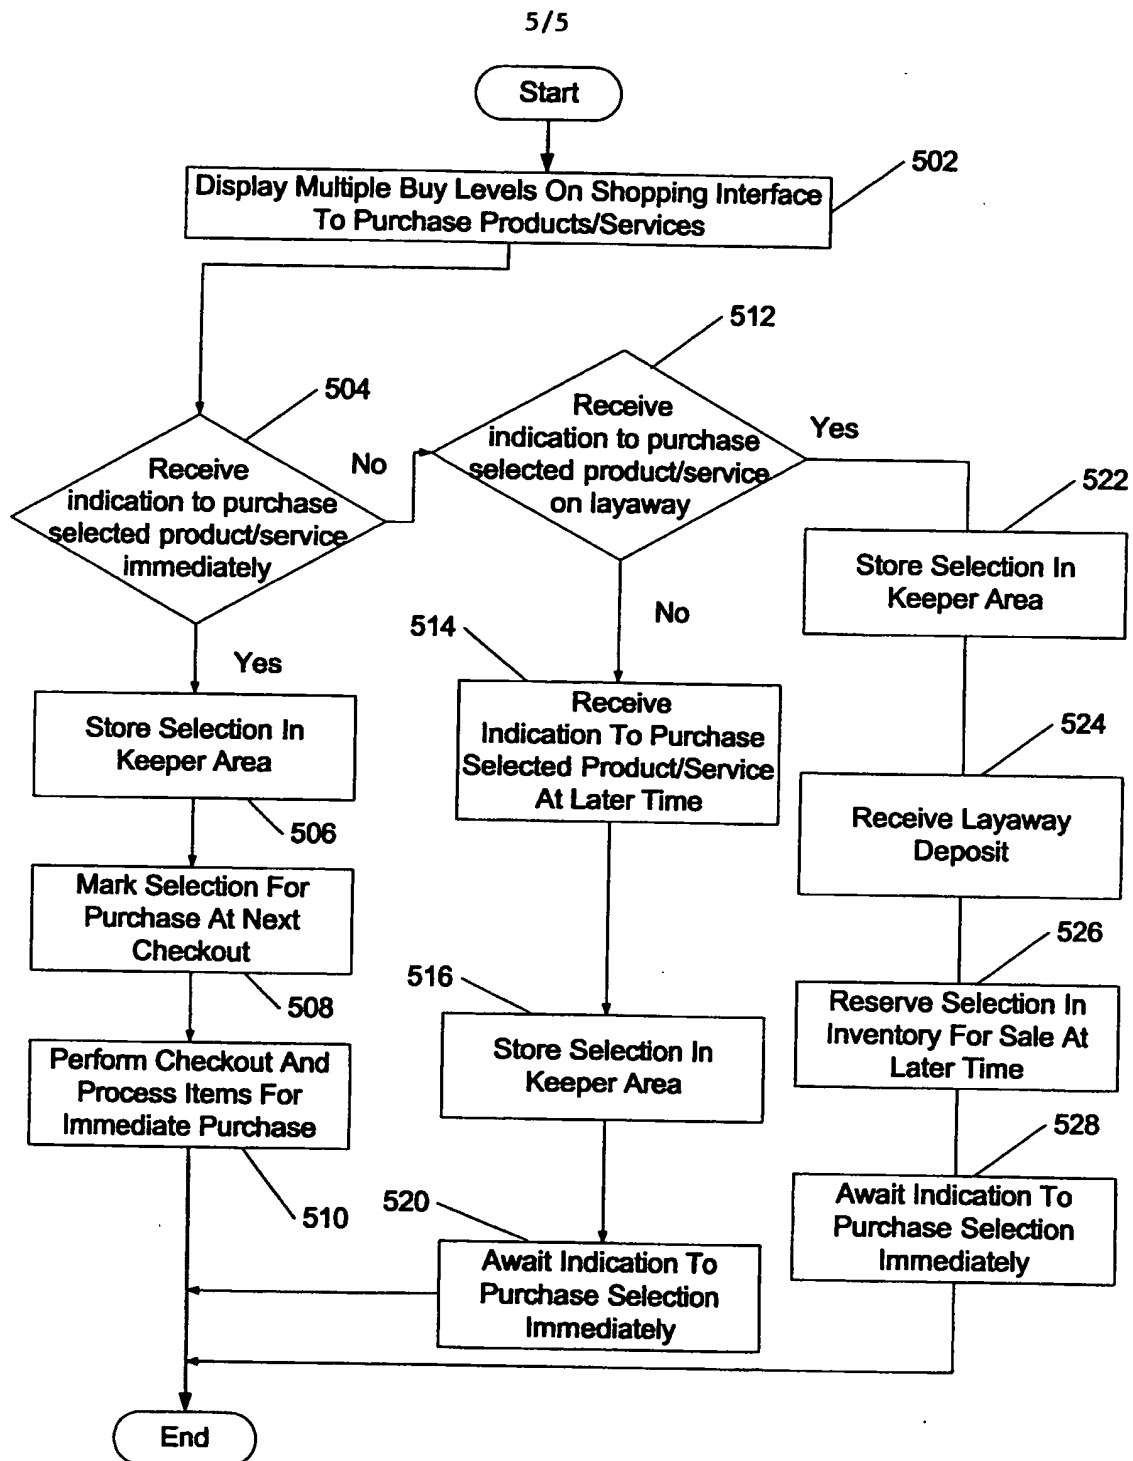 5/5
Start
502
Display Multiple Buy Levels On Shopping Interface
To Purchase Products/Services
512
504
Receive
indication to purchase
selected product/service
on layaway
Yes
No
Receive
indication to purchase
selected product/service
immediately
522
Store Selection In
Keeper Area
No
514
Yes
Receive
Indication To Purchase
Selected Product/Service
At Later Time
Store Selection In
Keeper Area
506
524
Receive Layaway
Deposit
Mark Selection For
Purchase At Next
Checkout
508
526
Reserve Selection In
Inventory For Sale At
Later Time
516
Store Selection In
Keeper Area
Perform Checkout And
Process Items For
Immediate Purchase
510
528
Await Indication To
Purchase Selection
Immediately
520
Await Indication To
Purchase Selection
Immediately
End